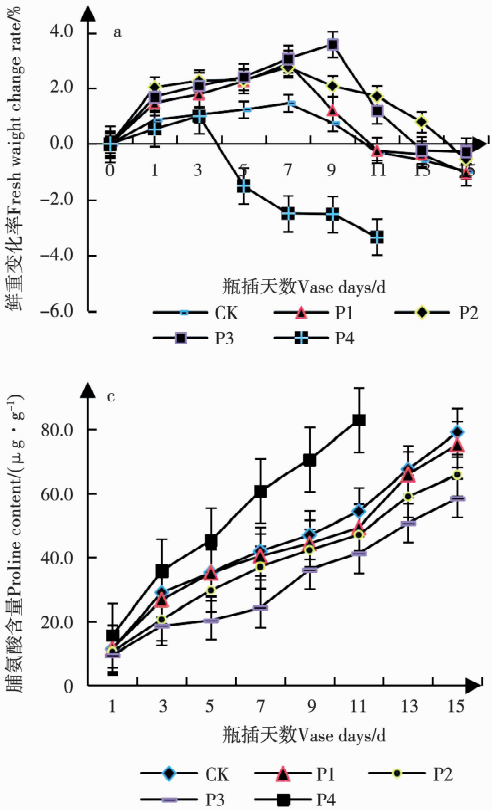 鲜重变化率Fresh waight change rate/%
a
4.0
2.0
0.0
−2.0
−4.0
−6.0
0 1 3 5 7 9 11 13 15
瓶插天数Vase days/d
CK P1 P2
P3 P4
脯氨酸含量Proline content/(μg·g⁻¹)
c
80.0
60.0
40.0
20.0
0
1 3 5 7 9 11 13 15
瓶插天数Vase days/d
CK P1 P2
P3 P4